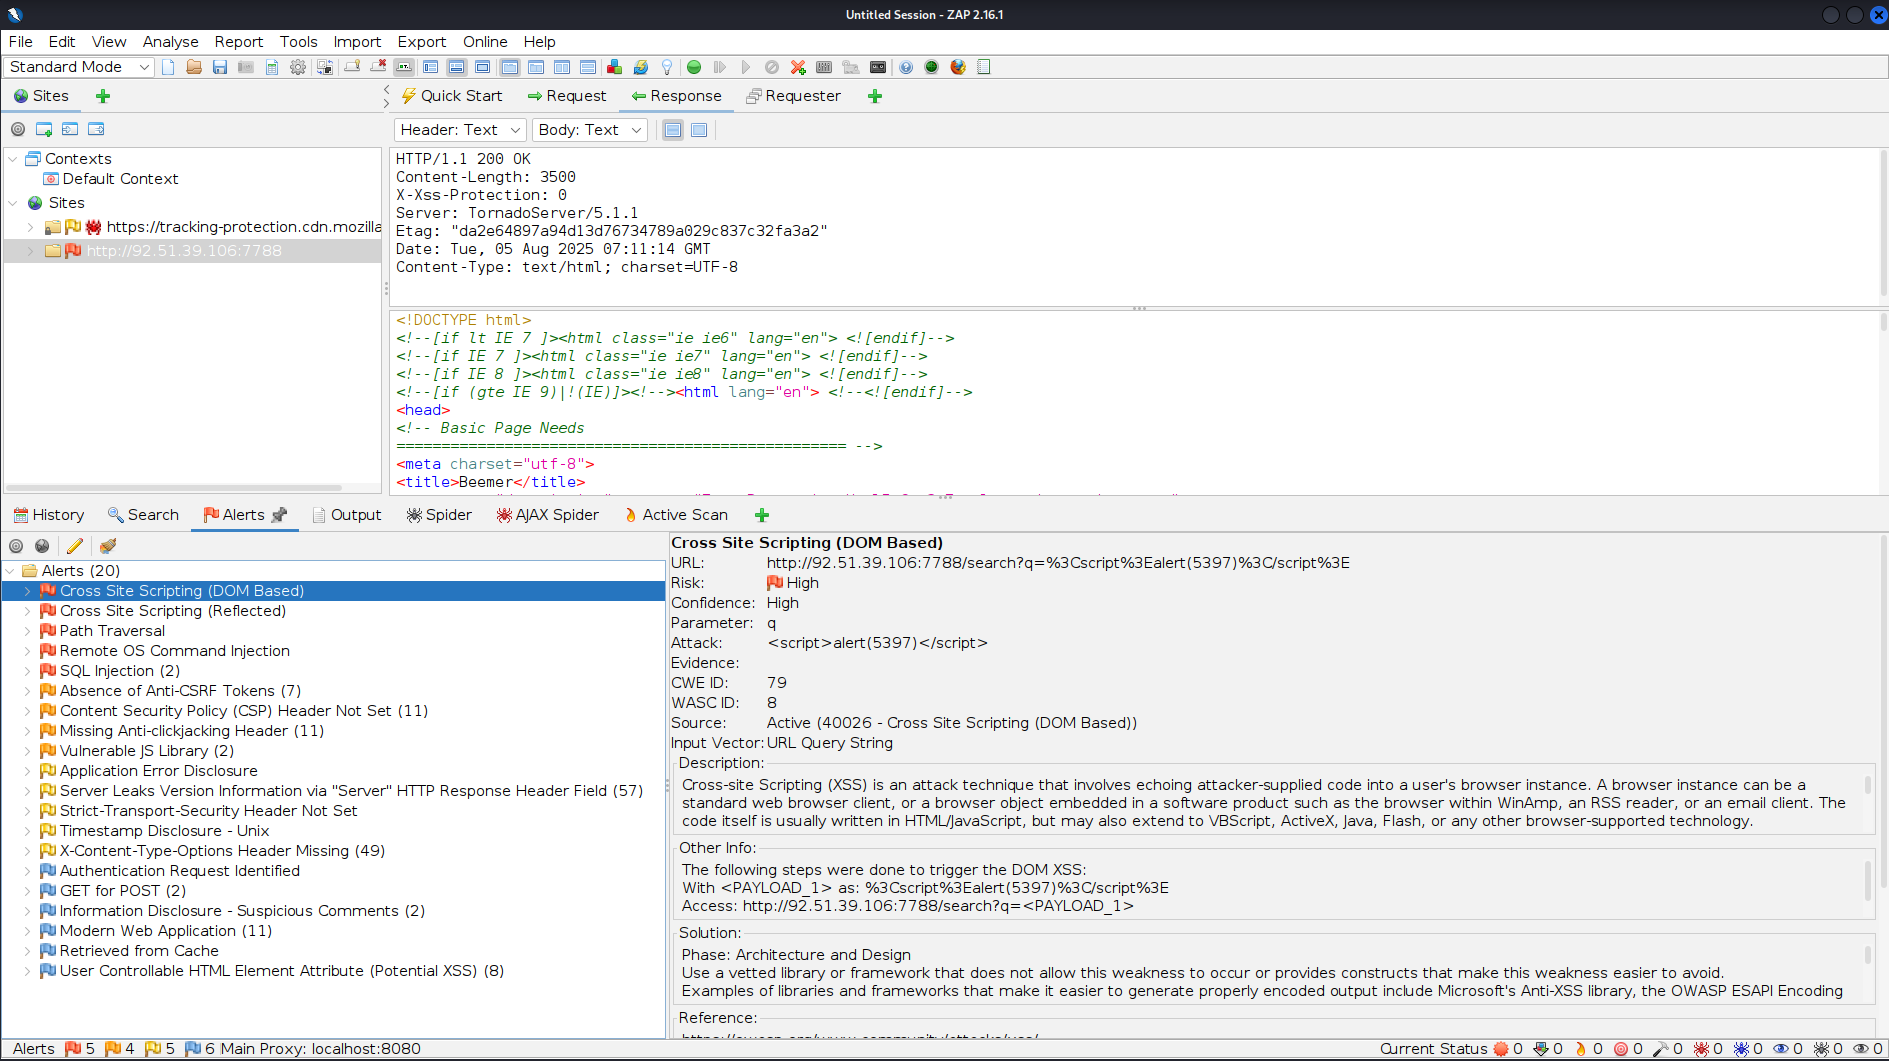 Untitled Session - ZAP 2.16.1
File Edit View Analyse Report Tools Import Export Online Help
Standard Mode
Sites
Quick Start Request Response Requester
Header: Text Body: Text
Contexts
Default Context
Sites
https://tracking-protection.cdn.mozilla
http://92.51.39.106:7788
HTTP/1.1 200 OK
Content-Length: 3500
X-Xss-Protection: 0
Server: TornadoServer/5.1.1
Etag: "da2e64897a94d13d76734789a029c837c32fa3a2"
Date: Tue, 05 Aug 2025 07:11:14 GMT
Content-Type: text/html; charset=UTF-8
<!DOCTYPE html>
<!--[if lt IE 7 ]><html class="ie ie6" lang="en"> <![endif]-->
<!--[if IE 7 ]><html class="ie ie7" lang="en"> <![endif]-->
<!--[if IE 8 ]><html class="ie ie8" lang="en"> <![endif]-->
<!--[if (gte IE 9)|!(IE)]><!--><html lang="en"> <!--<![endif]-->
<head>
<!-- Basic Page Needs
================================================== -->
<meta charset="utf-8">
<title>Beemer</title>
History Search Alerts Output Spider AJAX Spider Active Scan
Alerts (20)
Cross Site Scripting (DOM Based)
Cross Site Scripting (Reflected)
Path Traversal
Remote OS Command Injection
SQL Injection (2)
Absence of Anti-CSRF Tokens (7)
Content Security Policy (CSP) Header Not Set (11)
Missing Anti-clickjacking Header (11)
Vulnerable JS Library (2)
Application Error Disclosure
Server Leaks Version Information via "Server" HTTP Response Header Field (57)
Strict-Transport-Security Header Not Set
Timestamp Disclosure - Unix
X-Content-Type-Options Header Missing (49)
Authentication Request Identified
GET for POST (2)
Information Disclosure - Suspicious Comments (2)
Modern Web Application (11)
Retrieved from Cache
User Controllable HTML Element Attribute (Potential XSS) (8)
Cross Site Scripting (DOM Based)
URL: http://92.51.39.106:7788/search?q=%3Cscript%3Ealert(5397)%3C/script%3E
Risk: High
Confidence: High
Parameter: q
Attack: <script>alert(5397)</script>
Evidence:
CWE ID: 79
WASC ID: 8
Source: Active (40026 - Cross Site Scripting (DOM Based))
Input Vector: URL Query String
Description:
Cross-site Scripting (XSS) is an attack technique that involves echoing attacker-supplied code into a user's browser instance. A browser instance can be a
standard web browser client, or a browser object embedded in a software product such as the browser within WinAmp, an RSS reader, or an email client. The
code itself is usually written in HTML/JavaScript, but may also extend to VBScript, ActiveX, Java, Flash, or any other browser-supported technology.
Other Info:
The following steps were done to trigger the DOM XSS:
With <PAYLOAD_1> as: %3Cscript%3Ealert(5397)%3C/script%3E
Access: http://92.51.39.106:7788/search?q=<PAYLOAD_1>
Solution:
Phase: Architecture and Design
Use a vetted library or framework that does not allow this weakness to occur or provides constructs that make this weakness easier to avoid.
Examples of libraries and frameworks that make it easier to generate properly encoded output include Microsoft's Anti-XSS library, the OWASP ESAPI Encoding
Reference:
Alerts 5 4 5 6 Main Proxy: localhost:8080
Current Status 0 0 0 0 0 0 0 0 0 0